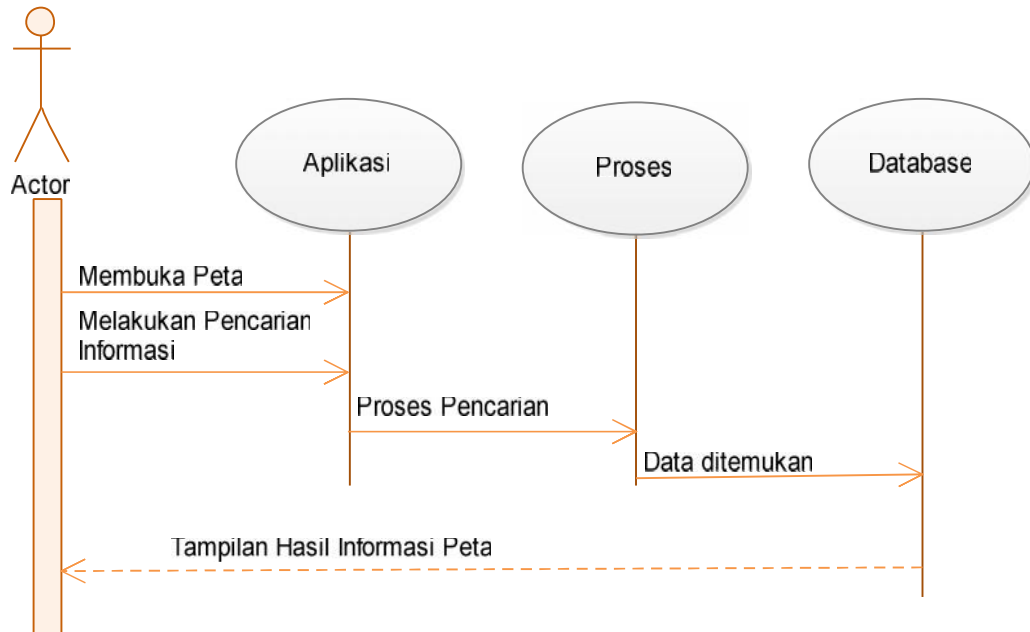 Actor
Aplikasi
Proses
Database
Membuka Peta
Melakukan Pencarian
Informasi
Proses Pencarian
Data ditemukan
Tampilan Hasil Informasi Peta